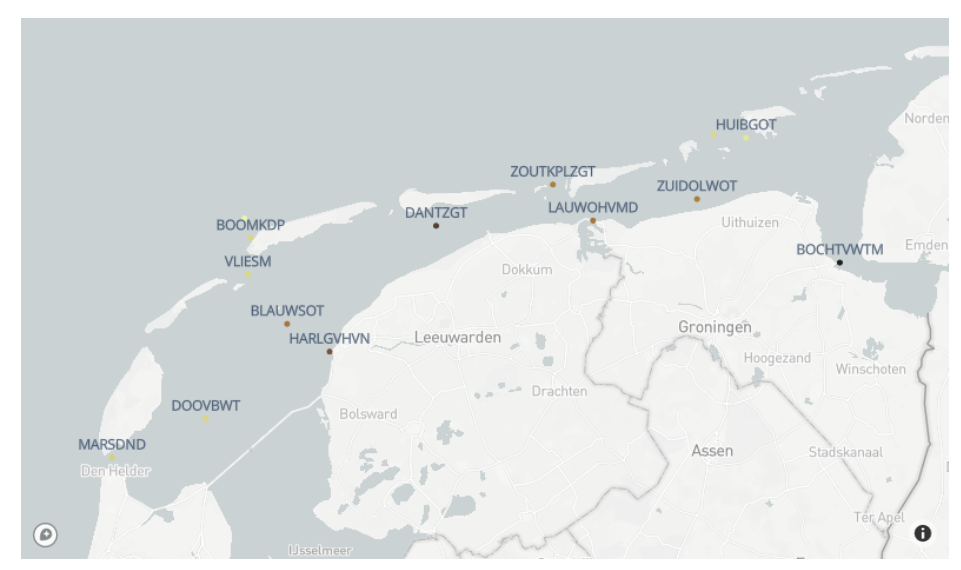 Norden
HUIBGOT
ZOUTKPLZGT
ZUIDOLWOT
DANTZGT
LAUWOHVMD
BOOMKDP
Uithuizen
BOCHTVWTM
Emden
VLIESM
Dokkum
BLAUWSOT
HARLGVHVN
Leeuwarden
Groningen
Hoogezand
Winschoten
Drachten
DOOVBWT
Bolsward
MARSDND
Den Helder
Assen
Stadskanaal
Ter Apel
IJsselmeer
i